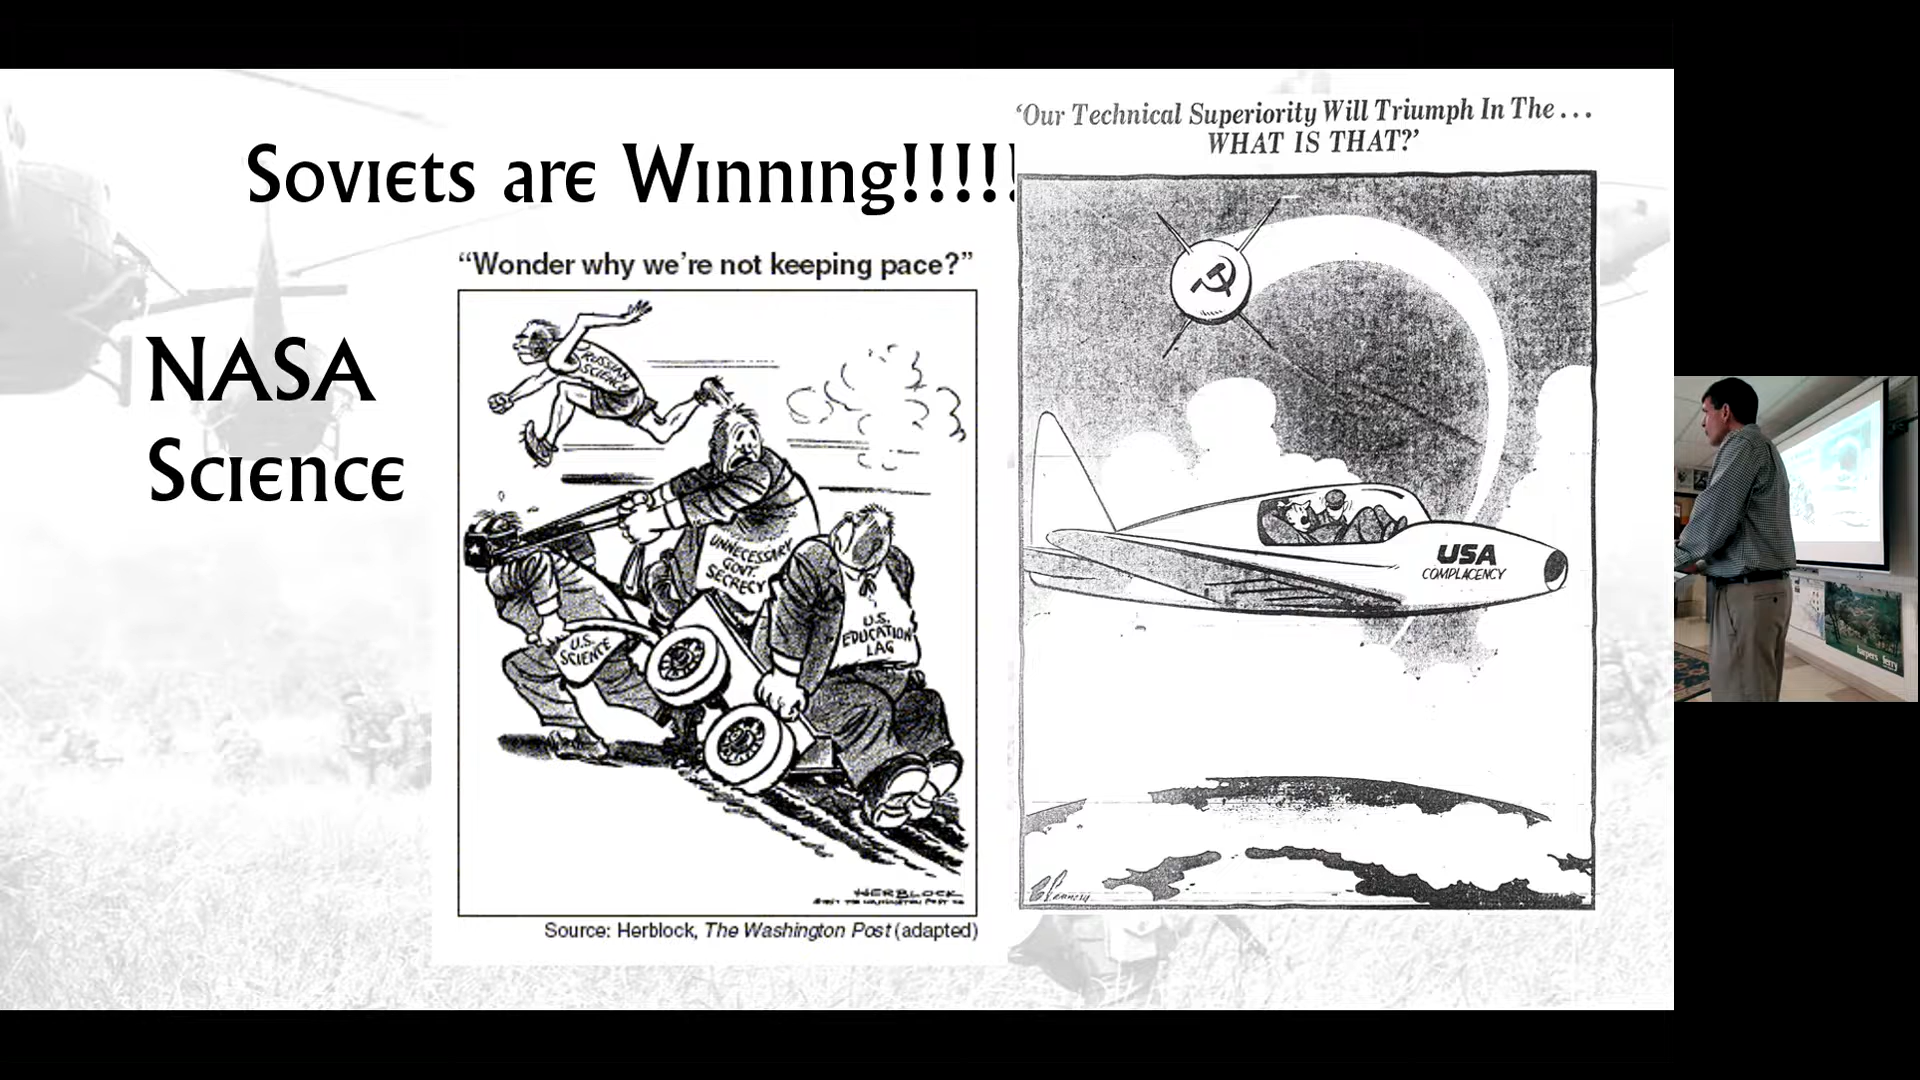 Soviets are Winning!!!!!
NASA
Science
“Wonder why we’re not keeping pace?”
RUSSIAN
SCIENCE
UNNECESSARY
GOVT.
SECRECY
U.S.
SCIENCE
U.S.
EDUCATION
LAG
HERBLOCK
Source: Herblock, The Washington Post (adapted)
‘Our Technical Superiority Will Triumph In The . . .
WHAT IS THAT?’
USA
COMPLACENCY
harpers ferry